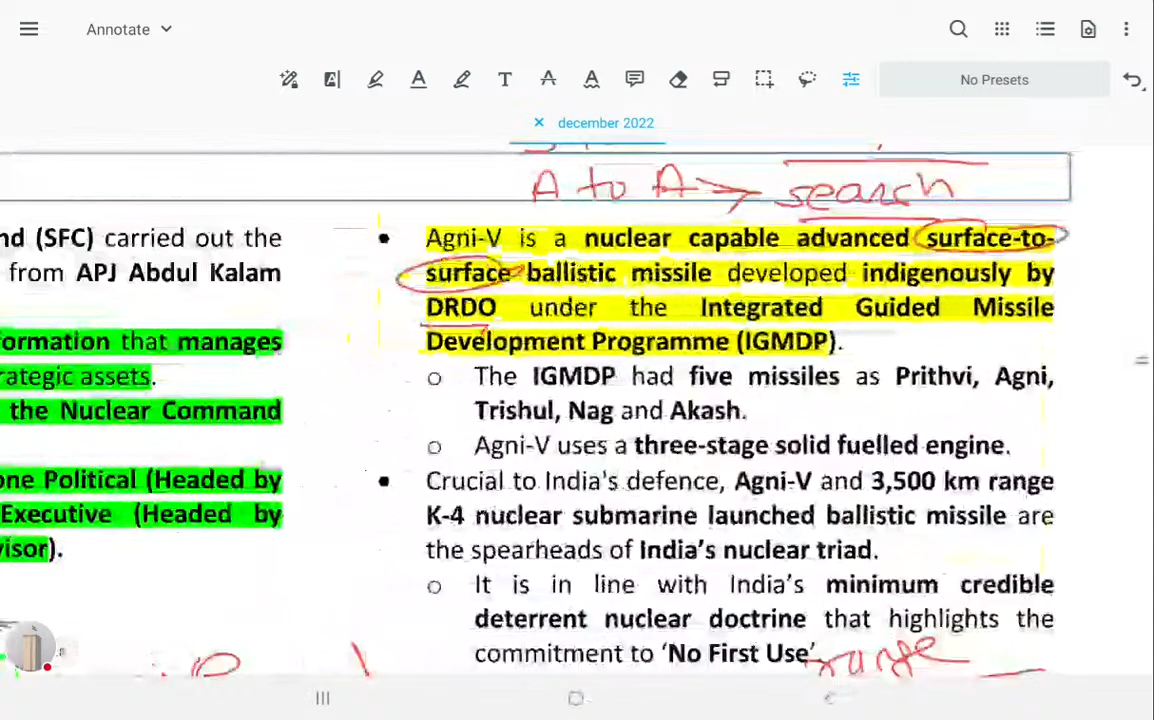 Annotate
No Presets
december 2022
A to A → search
nd (SFC) carried out the
from APJ Abdul Kalam
formation that manages
rategic assets.
the Nuclear Command
one Political (Headed by
Executive (Headed by
visor).
• Agni-V is a nuclear capable advanced surface-to-
surface ballistic missile developed indigenously by
DRDO under the Integrated Guided Missile
Development Programme (IGMDP).
o The IGMDP had five missiles as Prithvi, Agni,
Trishul, Nag and Akash.
o Agni-V uses a three-stage solid fuelled engine.
• Crucial to India's defence, Agni-V and 3,500 km range
K-4 nuclear submarine launched ballistic missile are
the spearheads of India's nuclear triad.
o It is in line with India's minimum credible
deterrent nuclear doctrine that highlights the
commitment to 'No First Use'.
range